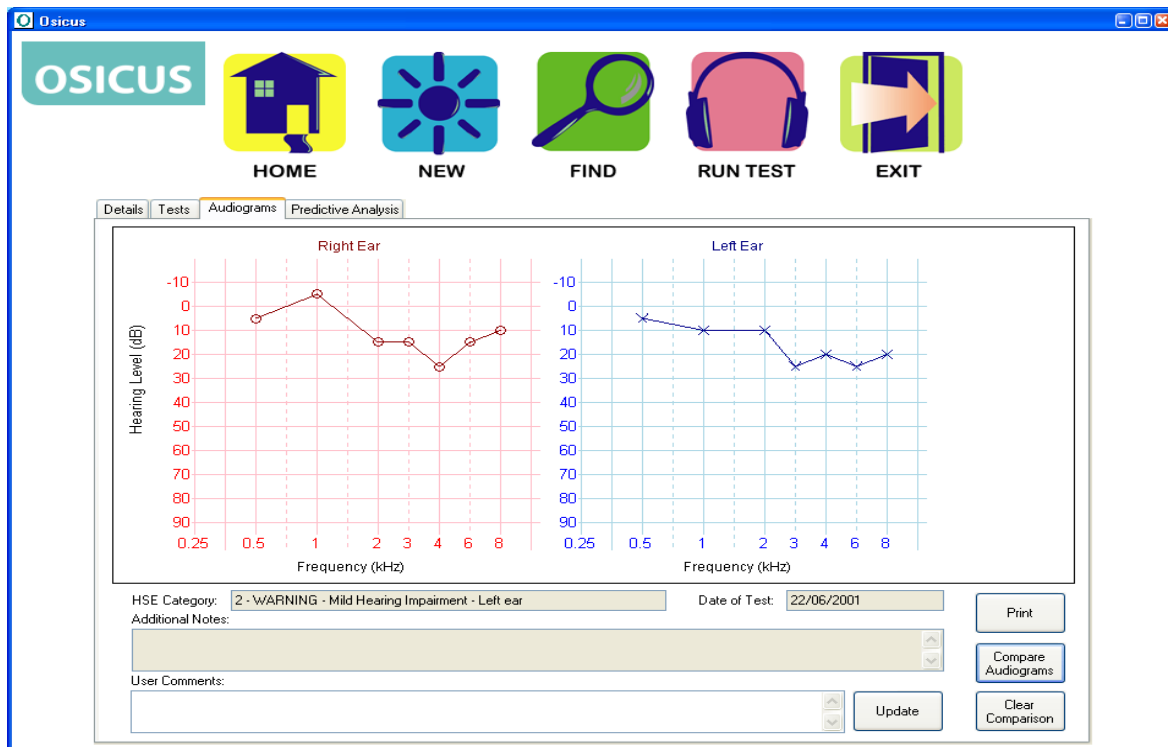 Osicus
OSICUS
HOME NEW FIND RUN TEST EXIT
Details Tests Audiograms Predictive Analysis
Right Ear
Hearing Level (dB)
-10
0
10
20
30
40
50
60
70
80
90
0.25 0.5 1 2 3 4 6 8
Frequency (kHz)
Left Ear
-10
0
10
20
30
40
50
60
70
80
90
0.25 0.5 1 2 3 4 6 8
Frequency (kHz)
HSE Category: 2 - WARNING - Mild Hearing Impairment - Left ear
Date of Test: 22/06/2001
Print
Additional Notes:
Compare
Audiograms
User Comments:
Update
Clear
Comparison